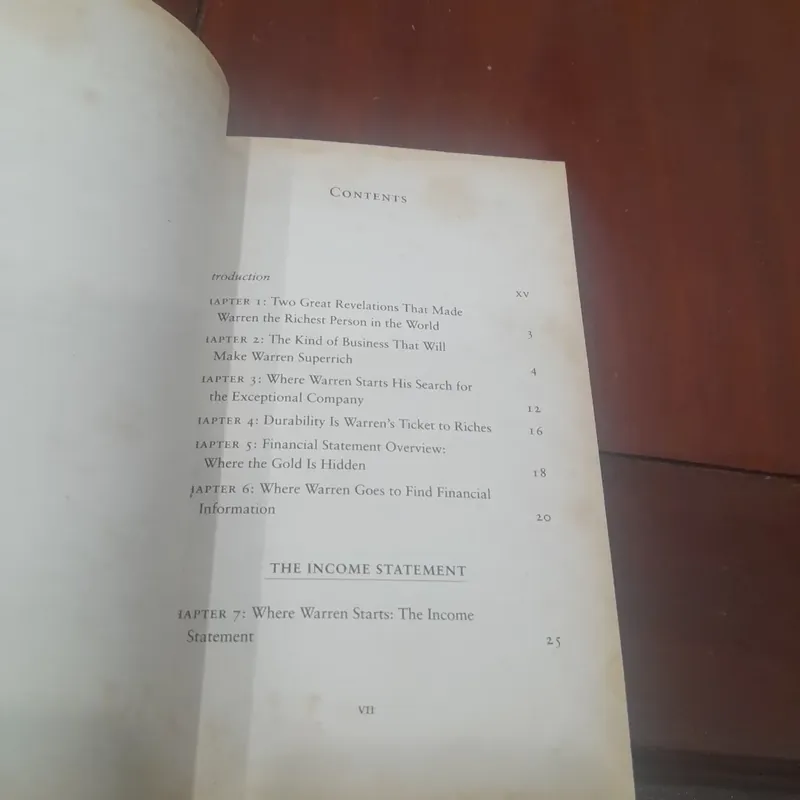 CONTENTS
troduction xv
IAPTER 1: Two Great Revelations That Made
Warren the Richest Person in the World 3
IAPTER 2: The Kind of Business That Will
Make Warren Superrich 4
IAPTER 3: Where Warren Starts His Search for
the Exceptional Company 12
IAPTER 4: Durability Is Warren's Ticket to Riches 16
IAPTER 5: Financial Statement Overview:
Where the Gold Is Hidden 18
IAPTER 6: Where Warren Goes to Find Financial
Information 20
THE INCOME STATEMENT
IAPTER 7: Where Warren Starts: The Income
Statement 25
VII